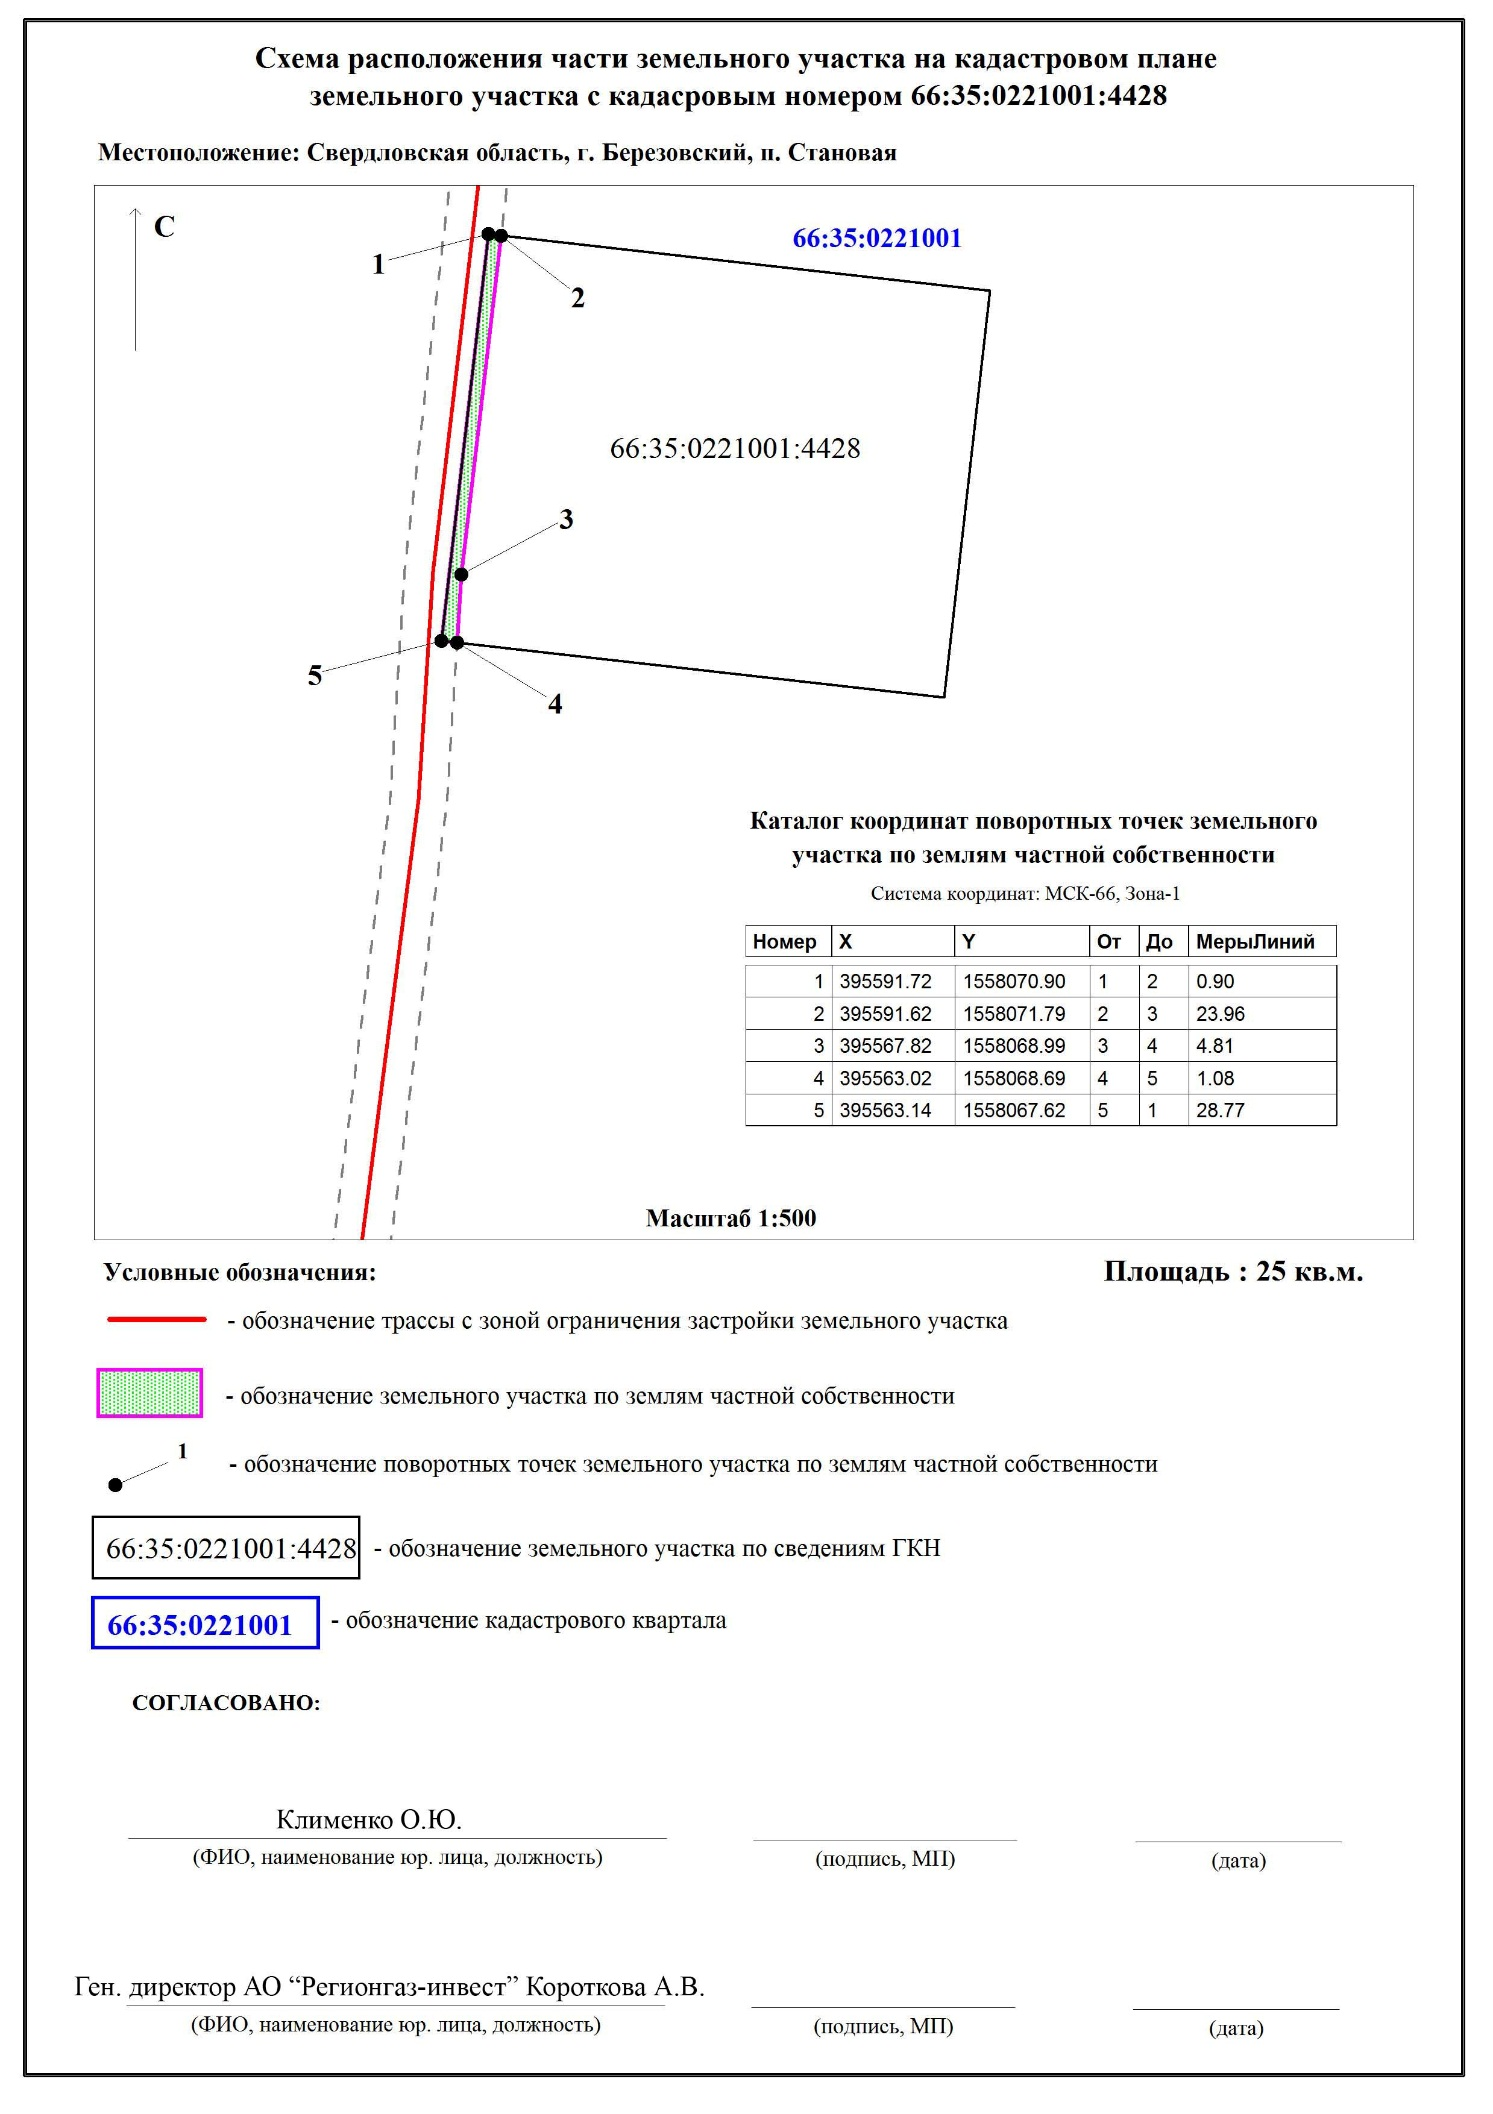 Схема расположения части земельного участка на кадастровом плане
земельного участка с кадасровым номером 66:35:0221001:4428
Местоположение: Свердловская область, г. Березовский, п. Становая
С
66:35:0221001
1
2
66:35:0221001:4428
3
5
4
Каталог координат поворотных точек земельного
участка по землям частной собственности
Система координат: МСК-66, Зона-1
Номер X Y От До МерыЛиний
1 395591.72 1558070.90 1 2 0.90
2 395591.62 1558071.79 2 3 23.96
3 395567.82 1558068.99 3 4 4.81
4 395563.02 1558068.69 4 5 1.08
5 395563.14 1558067.62 5 1 28.77
Масштаб 1:500
Условные обозначения: Площадь : 25 кв.м.
- обозначение трассы с зоной ограничения застройки земельного участка
- обозначение земельного участка по землям частной собственности
1 - обозначение поворотных точек земельного участка по землям частной собственности
66:35:0221001:4428 - обозначение земельного участка по сведениям ГКН
66:35:0221001 - обозначение кадастрового квартала
СОГЛАСОВАНО:
Клименко О.Ю.
(ФИО, наименование юр. лица, должность) (подпись, МП) (дата)
Ген. директор АО “Регионгаз-инвест” Короткова А.В.
(ФИО, наименование юр. лица, должность) (подпись, МП) (дата)